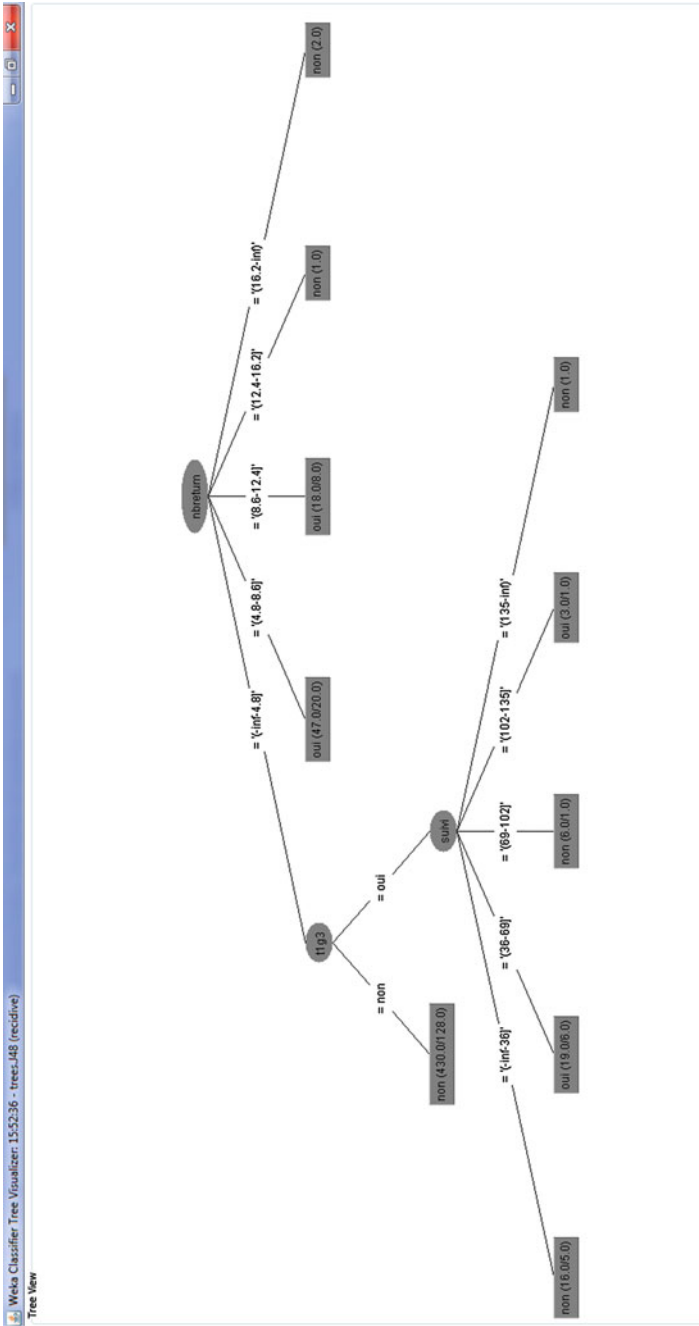 Weka Classifier Tree Visualizer: 15:52:36 - trees.J48 (recidive)
Tree View
nbreturn
= '(-inf-4.8]'
= '(4.8-8.6]'
= '(8.6-12.4]'
= '(12.4-16.2]'
= '(16.2-inf)'
t1g3
oui (47.0/20.0)
oui (18.0/8.0)
non (1.0)
non (2.0)
= non
= oui
non (430.0/128.0)
suivi
= '(-inf-36]'
= '(36-69]'
= '(69-102]'
= '(102-135]'
= '(135-inf)'
non (16.0/5.0)
oui (19.0/6.0)
non (6.0/1.0)
oui (3.0/1.0)
non (1.0)